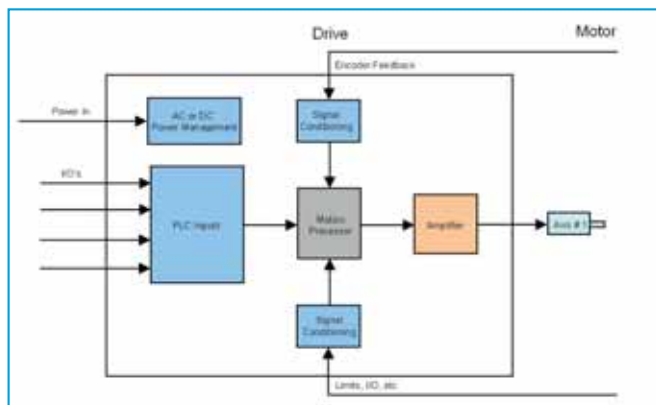 Drive
Motor
Encoder Feedback
Power In
AC or DC
Power Management
Signal
Conditioning
I/O's
PLC Inputs
Motion
Processor
Amplifier
Axis # 1
Signal
Conditioning
Limits, I/O, etc